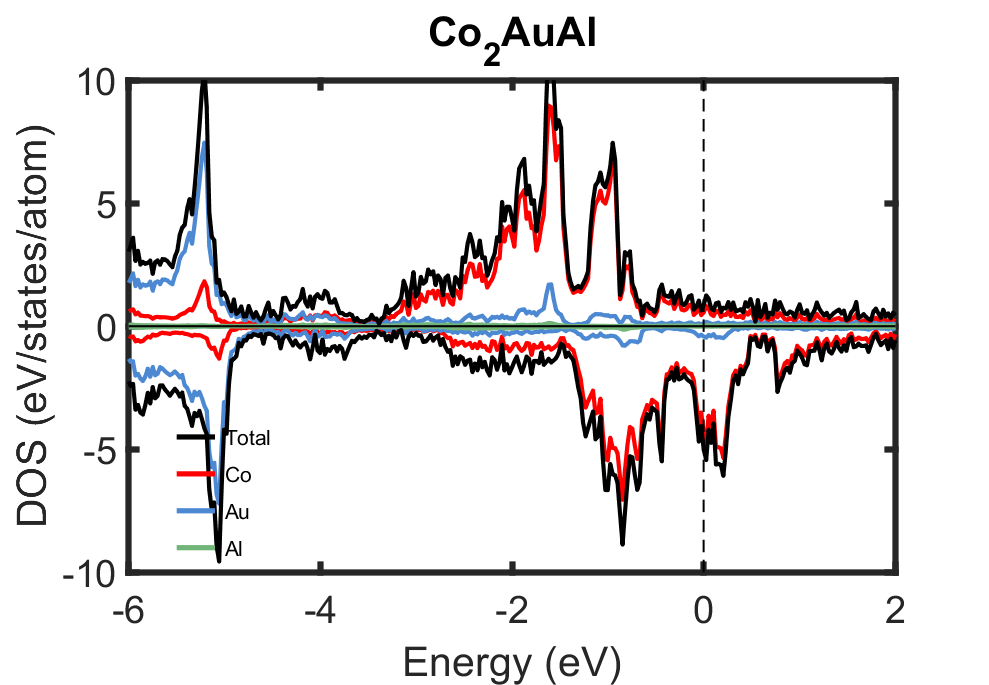 Co₂AuAl
DOS (eV/states/atom)
10
5
0
-5
-10
Total
Co
Au
Al
-6 -4 -2 0 2
Energy (eV)